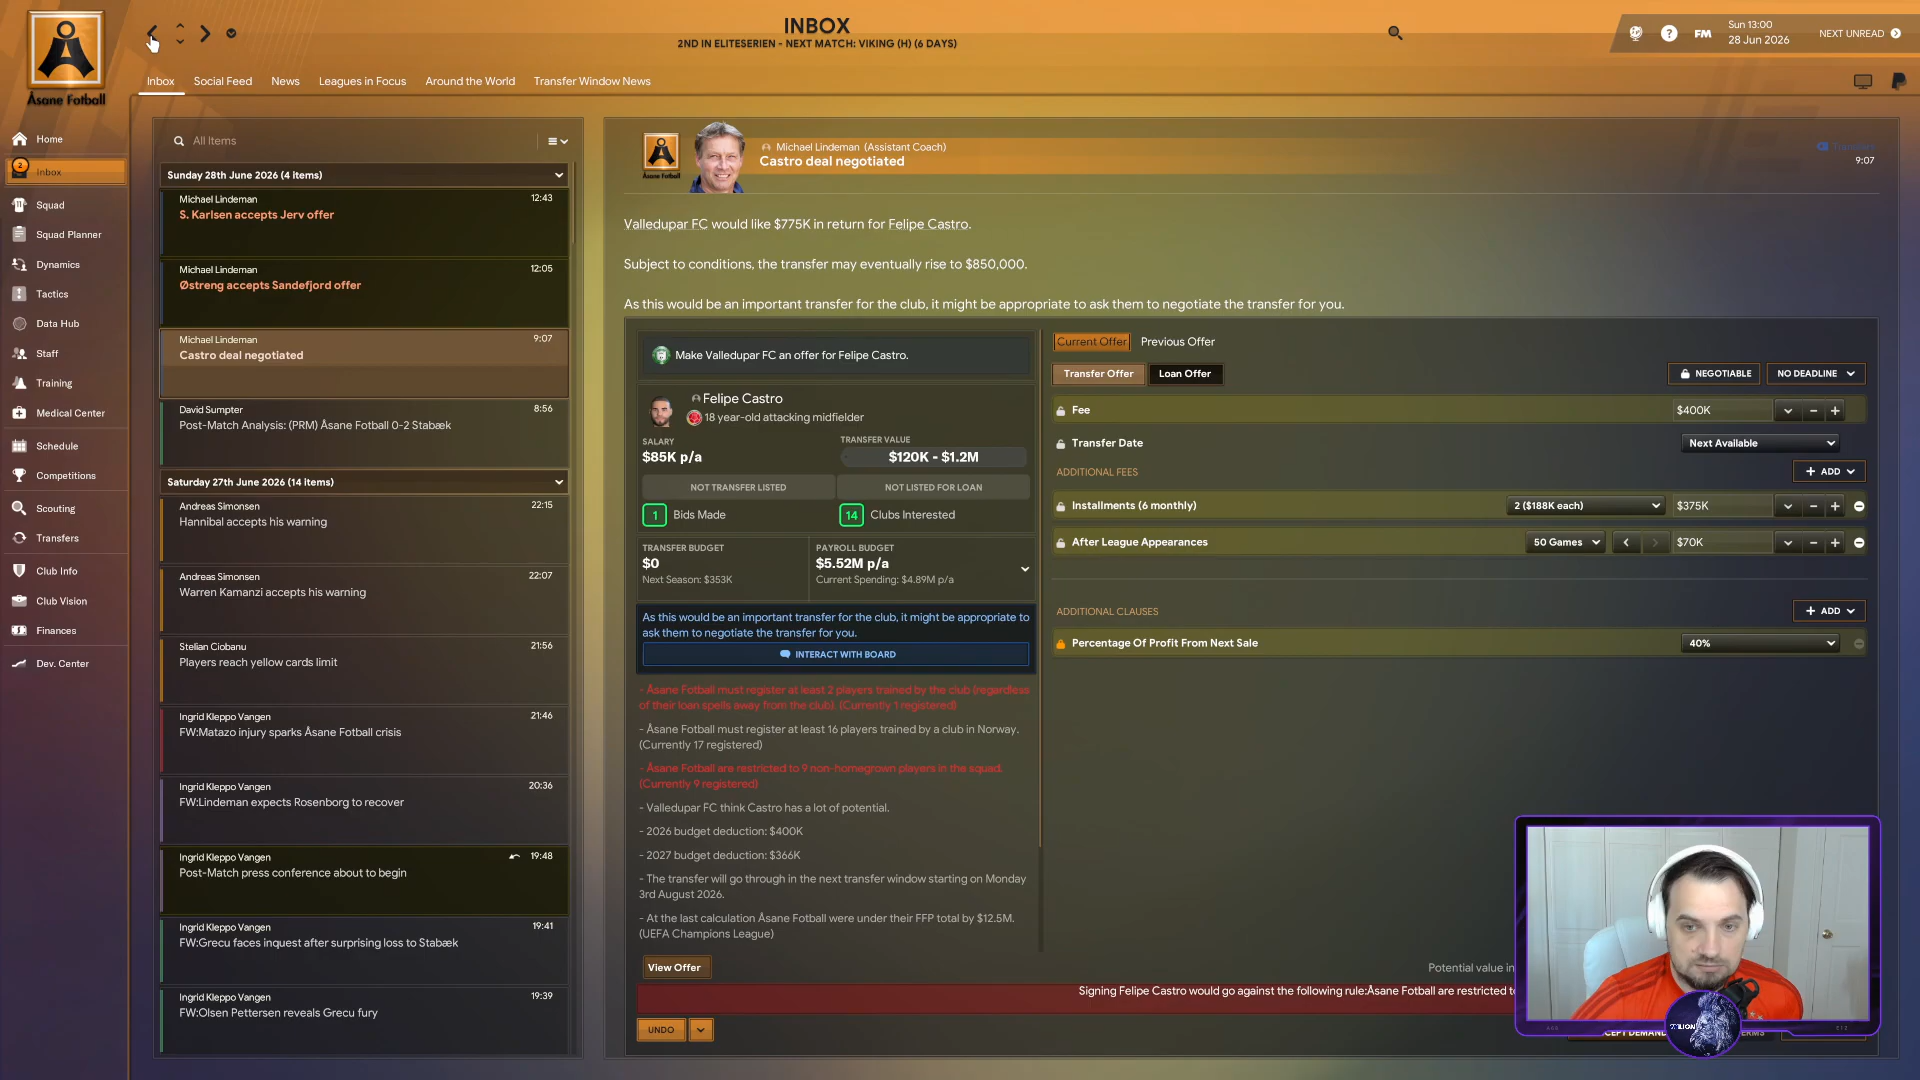 INBOX
2ND IN ELITESERIEN - NEXT MATCH: VIKING (H) (6 DAYS)
FM
Sun 13:00
28 Jun 2026
NEXT UNREAD
Åsane Fotball
Inbox
Social Feed
News
Leagues in Focus
Around the World
Transfer Window News
Home
2
Inbox
Squad
Squad Planner
Dynamics
Tactics
Data Hub
Staff
Training
Medical Center
Schedule
Competitions
Scouting
Transfers
Club Info
Club Vision
Finances
Dev. Center
All Items
Sunday 28th June 2026 (4 items)
Michael Lindeman 12:43
S. Karlsen accepts Jerv offer
Michael Lindeman 12:05
Østreng accepts Sandefjord offer
Michael Lindeman 9:07
Castro deal negotiated
David Sumpter 8:56
Post-Match Analysis: (PRM) Åsane Fotball 0-2 Stabæk
Saturday 27th June 2026 (14 items)
Andreas Simonsen 22:15
Hannibal accepts his warning
Andreas Simonsen 22:07
Warren Kamanzi accepts his warning
Stelian Ciobanu 21:56
Players reach yellow cards limit
Ingrid Kleppo Vangen 21:46
FW:Matazo injury sparks Åsane Fotball crisis
Ingrid Kleppo Vangen 20:36
FW:Lindeman expects Rosenborg to recover
Ingrid Kleppo Vangen 19:48
Post-Match press conference about to begin
Ingrid Kleppo Vangen 19:41
FW:Grecu faces inquest after surprising loss to Stabæk
Ingrid Kleppo Vangen 19:39
FW:Olsen Pettersen reveals Grecu fury
Michael Lindeman (Assistant Coach)
Castro deal negotiated
Transfers
9:07
Valledupar FC would like $775K in return for Felipe Castro.
Subject to conditions, the transfer may eventually rise to $850,000.
As this would be an important transfer for the club, it might be appropriate to ask them to negotiate the transfer for you.
Make Valledupar FC an offer for Felipe Castro.
Felipe Castro
18 year-old attacking midfielder
SALARY
$85K p/a
TRANSFER VALUE
$120K - $1.2M
NOT TRANSFER LISTED
NOT LISTED FOR LOAN
1 Bids Made
14 Clubs Interested
TRANSFER BUDGET
$0
Next Season: $353K
PAYROLL BUDGET
$5.52M p/a
Current Spending: $4.89M p/a
As this would be an important transfer for the club, it might be appropriate to
ask them to negotiate the transfer for you.
INTERACT WITH BOARD
- Åsane Fotball must register at least 2 players trained by the club (regardless
of their loan spells away from the club). (Currently 1 registered)
- Åsane Fotball must register at least 16 players trained by a club in Norway.
(Currently 17 registered)
- Åsane Fotball are restricted to 9 non-homegrown players in the squad.
(Currently 9 registered)
- Valledupar FC think Castro has a lot of potential.
- 2026 budget deduction: $400K
- 2027 budget deduction: $366K
- The transfer will go through in the next transfer window starting on Monday
3rd August 2026.
- At the last calculation Åsane Fotball were under their FFP total by $12.5M.
(UEFA Champions League)
Current Offer
Previous Offer
Transfer Offer
Loan Offer
NEGOTIABLE
NO DEADLINE
Fee $400K
Transfer Date Next Available
ADDITIONAL FEES
ADD
Installments (6 monthly) 2 ($188K each) $375K
After League Appearances 50 Games $70K
ADDITIONAL CLAUSES
ADD
Percentage Of Profit From Next Sale 40%
View Offer
Potential value in
Signing Felipe Castro would go against the following rule:Åsane Fotball are restricted to
UNDO